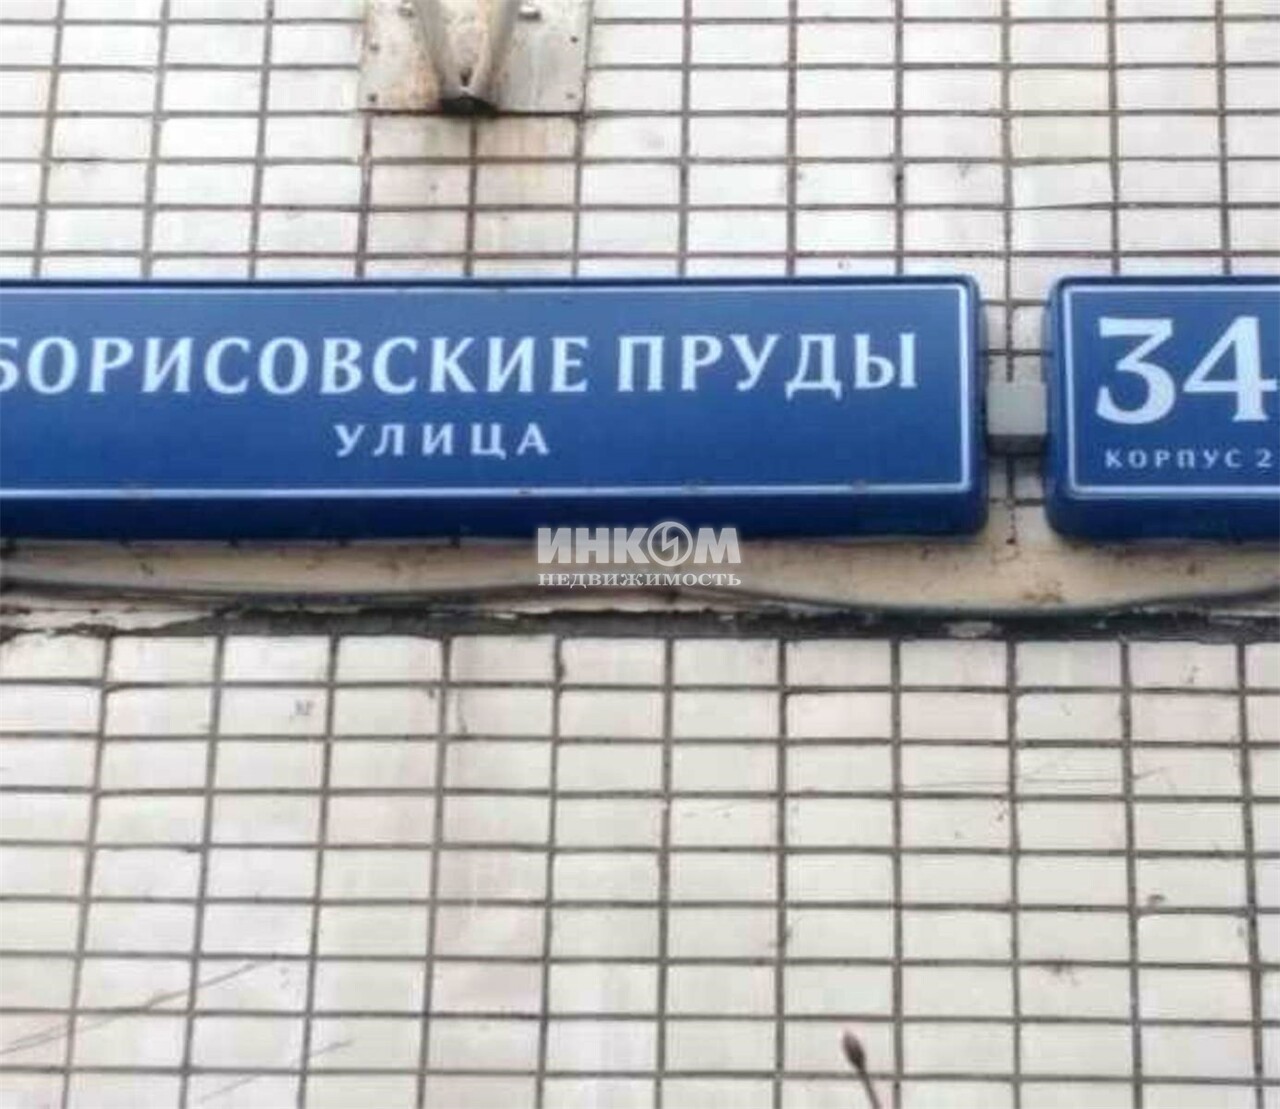 БОРИСОВСКИЕ ПРУДЫ
УЛИЦА
34
КОРПУС 2
ИНКОМ
НЕДВИЖИМОСТЬ